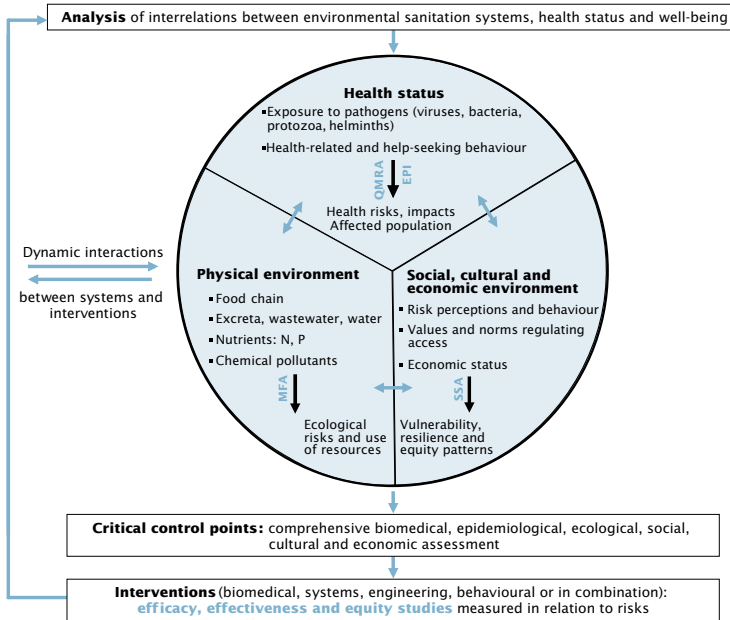 Analysis of interrelations between environmental sanitation systems, health status and well-being
Health status
▪Exposure to pathogens (viruses, bacteria,
protozoa, helminths)
▪Health-related and help-seeking behaviour
QMRA
EPI
Health risks, impacts
Affected population
Dynamic interactions
between systems and
interventions
Physical environment
▪ Food chain
▪ Excreta, wastewater, water
▪ Nutrients: N, P
▪ Chemical pollutants
MFA
Ecological
risks and use
of resources
Social, cultural and
economic environment
▪ Risk perceptions and behaviour
▪ Values and norms regulating
access
▪ Economic status
SSA
Vulnerability,
resilience and
equity patterns
Critical control points: comprehensive biomedical, epidemiological, ecological, social,
cultural and economic assessment
Interventions (biomedical, systems, engineering, behavioural or in combination):
efficacy, effectiveness and equity studies measured in relation to risks